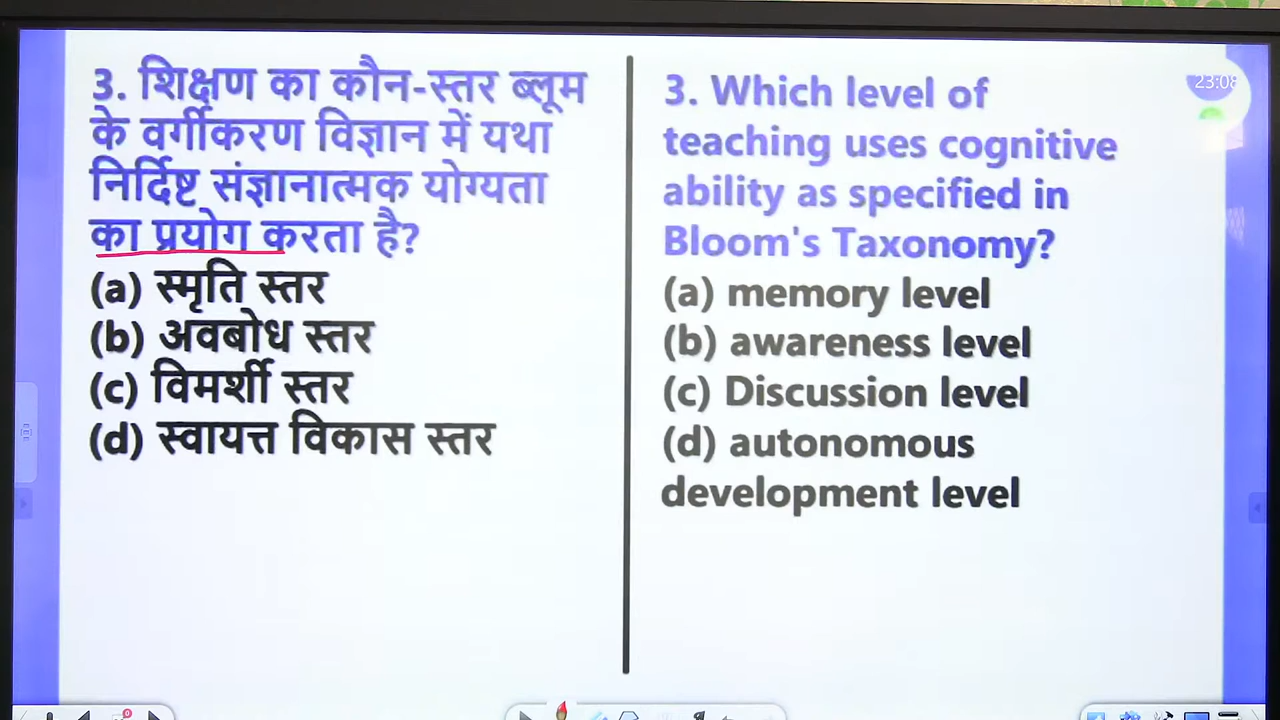 3. शिक्षण का कौन-स्तर ब्लूम
के वर्गीकरण विज्ञान में यथा
निर्दिष्ट संज्ञानात्मक योग्यता
का प्रयोग करता है?
(a) स्मृति स्तर
(b) अवबोध स्तर
(c) विमर्शी स्तर
(d) स्वायत्त विकास स्तर
3. Which level of
teaching uses cognitive
ability as specified in
Bloom's Taxonomy?
(a) memory level
(b) awareness level
(c) Discussion level
(d) autonomous
development level
23:08